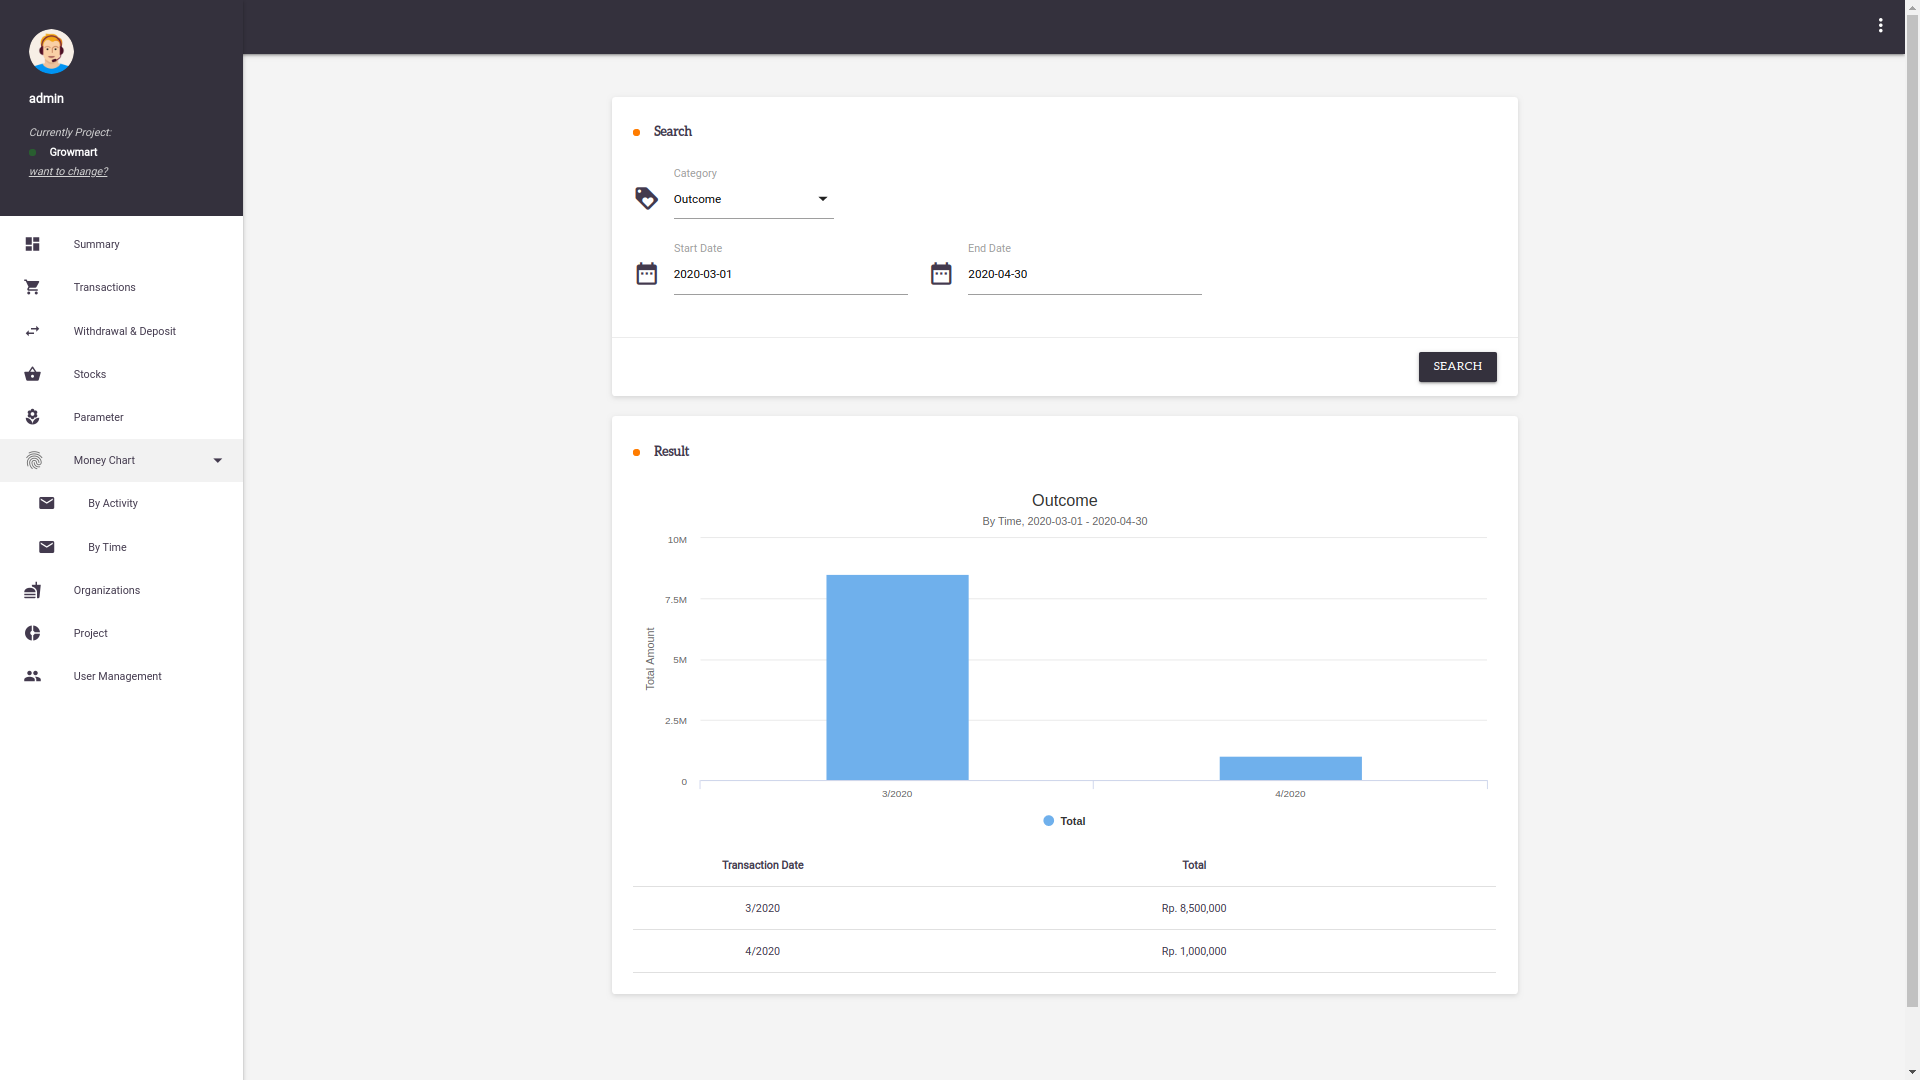 admin
Currently Project:
Growmart
want to change?
Summary
Transactions
Withdrawal & Deposit
Stocks
Parameter
Money Chart
By Activity
By Time
Organizations
Project
User Management
Search
Category
Outcome
Start Date
End Date
2020-03-01
2020-04-30
SEARCH
Result
Outcome
By Time, 2020-03-01 - 2020-04-30
Total Amount
10M
7.5M
5M
2.5M
0
3/2020
4/2020
Total
Transaction Date
Total
3/2020
Rp. 8,500,000
4/2020
Rp. 1,000,000